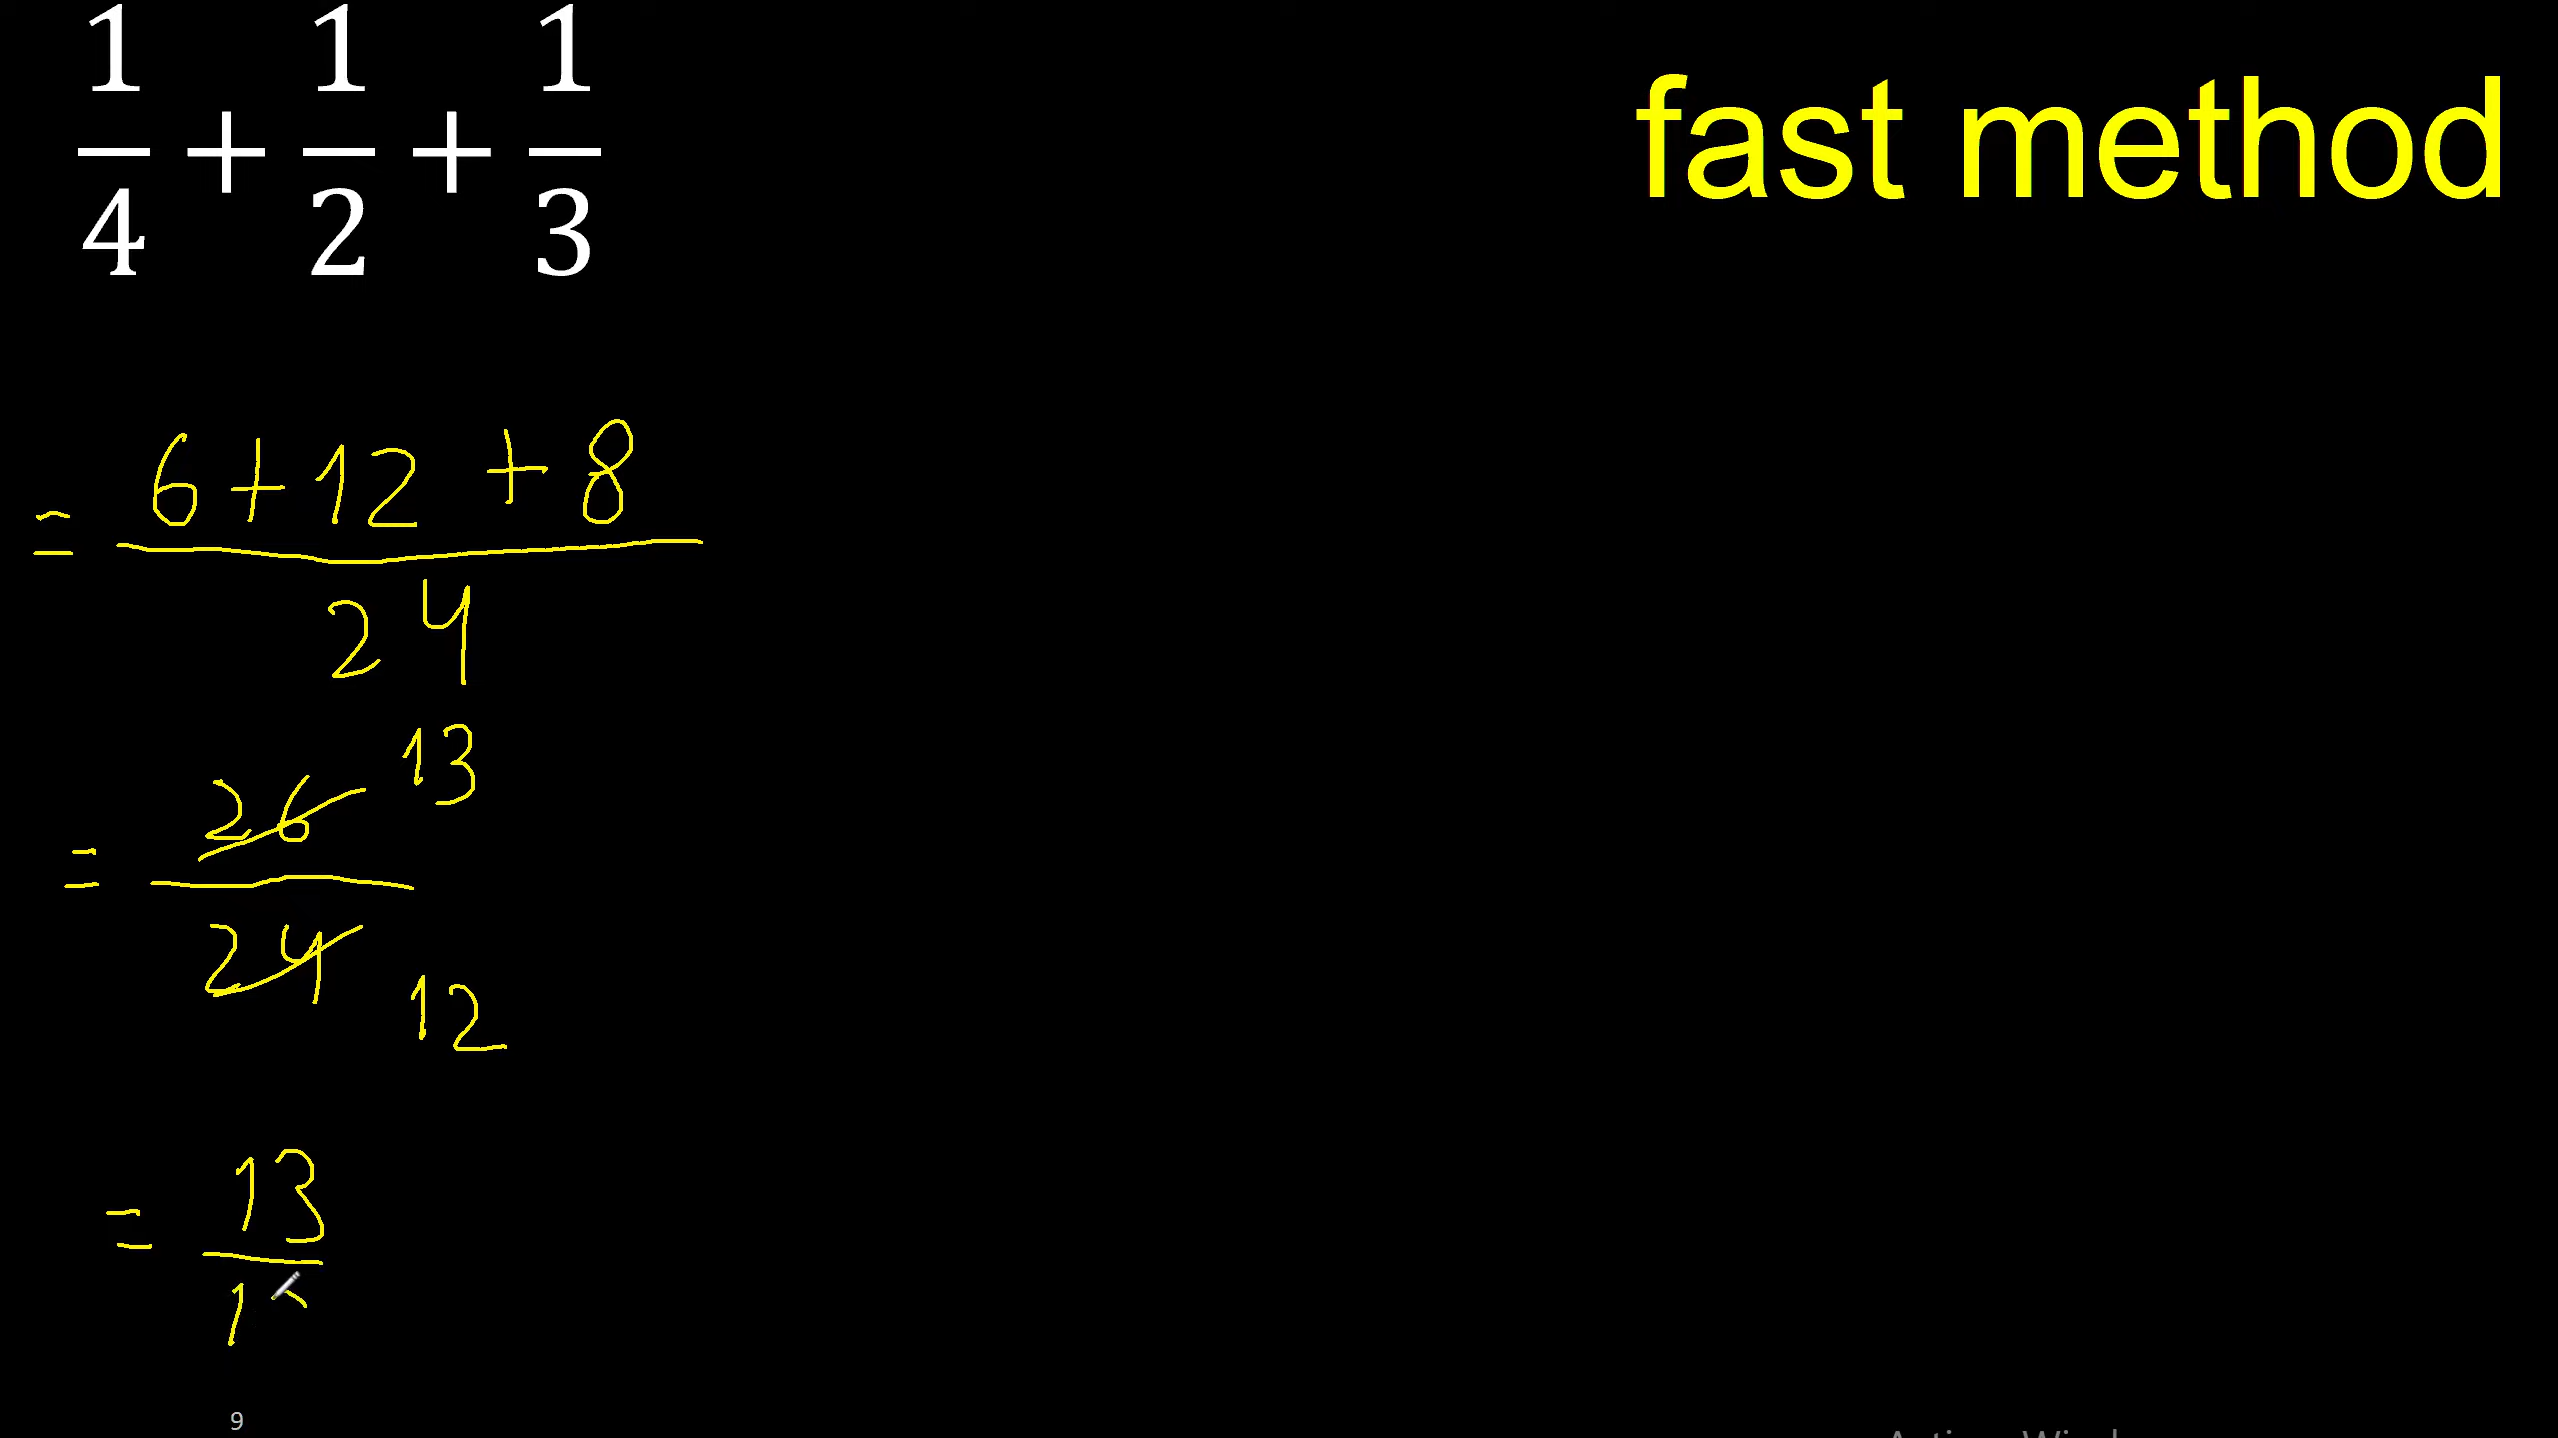 1/4 + 1/2 + 1/3
fast method
= (6 + 12 + 8)/24
= 26/24 13
12
= 13/1
9